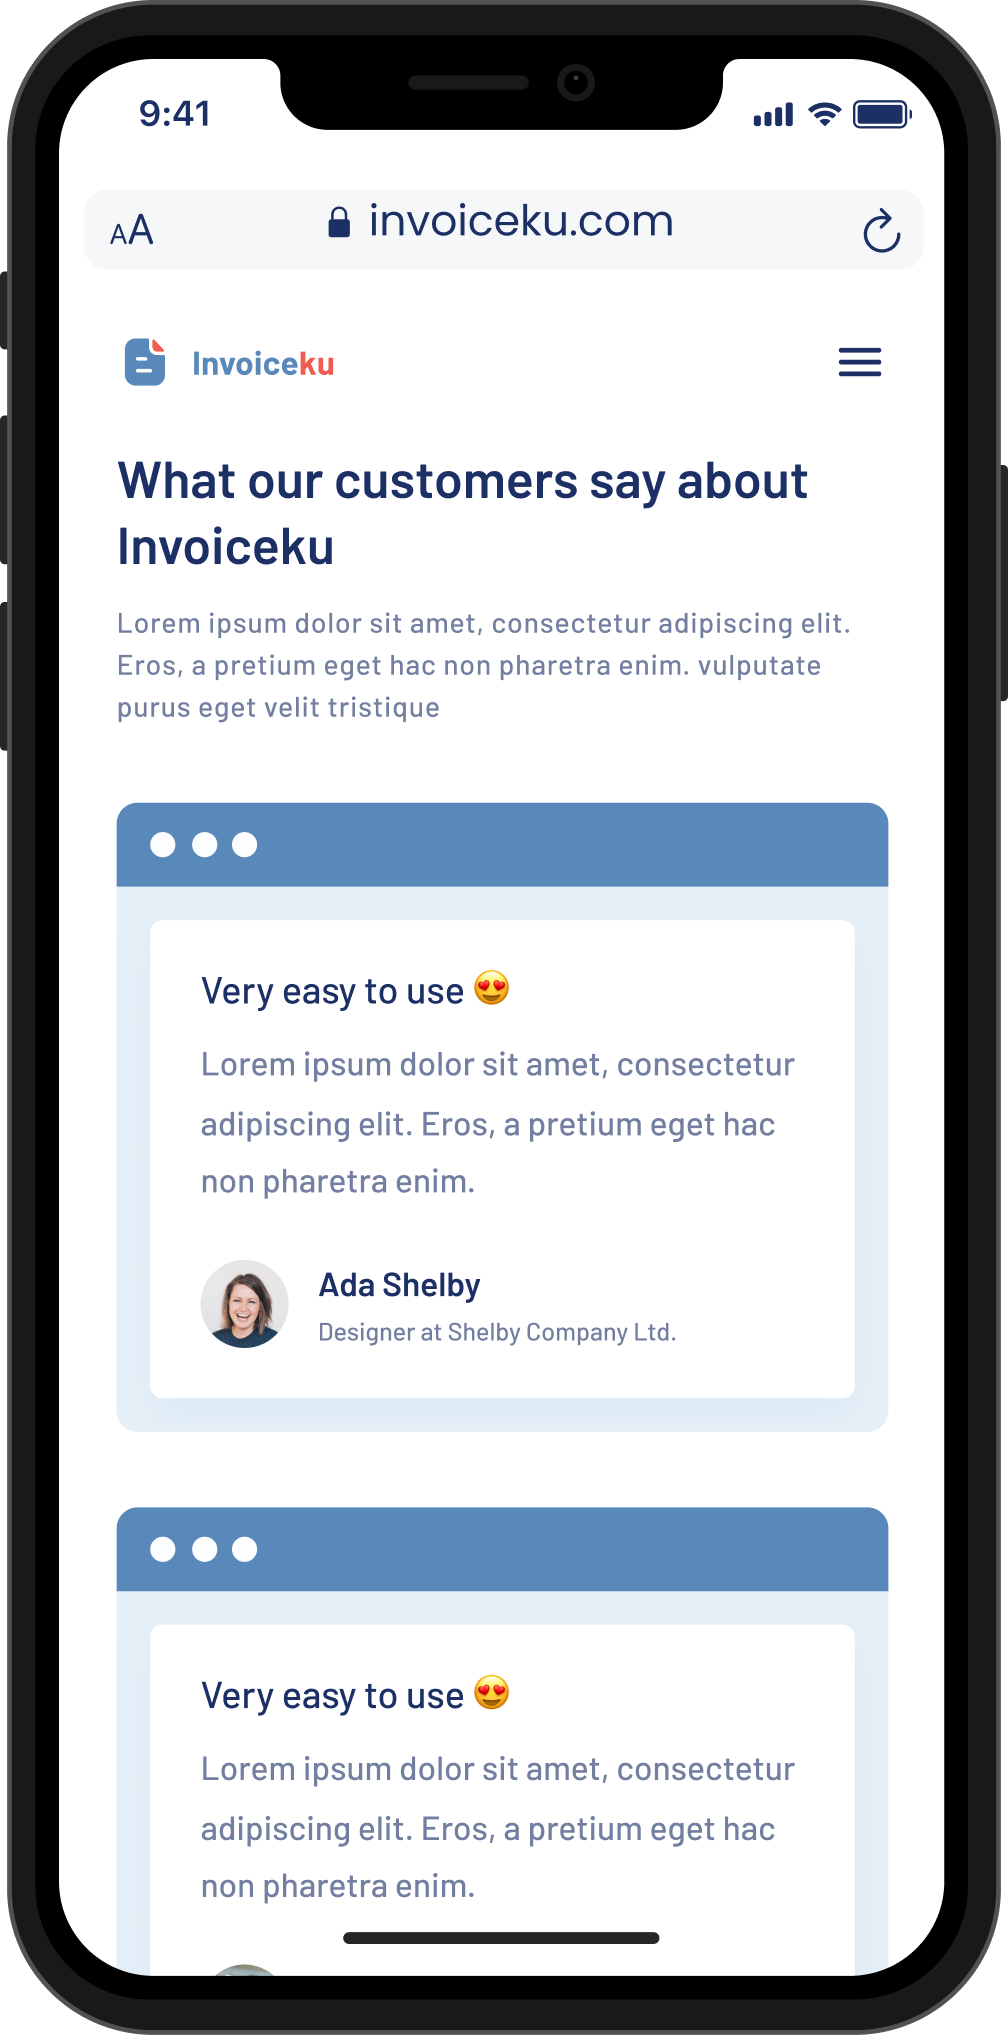 9:41
AA invoiceku.com
Invoiceku
What our customers say about
Invoiceku
Lorem ipsum dolor sit amet, consectetur adipiscing elit.
Eros, a pretium eget hac non pharetra enim. vulputate
purus eget velit tristique
Very easy to use 😍
Lorem ipsum dolor sit amet, consectetur
adipiscing elit. Eros, a pretium eget hac
non pharetra enim.
Ada Shelby
Designer at Shelby Company Ltd.
Very easy to use 😍
Lorem ipsum dolor sit amet, consectetur
adipiscing elit. Eros, a pretium eget hac
non pharetra enim.